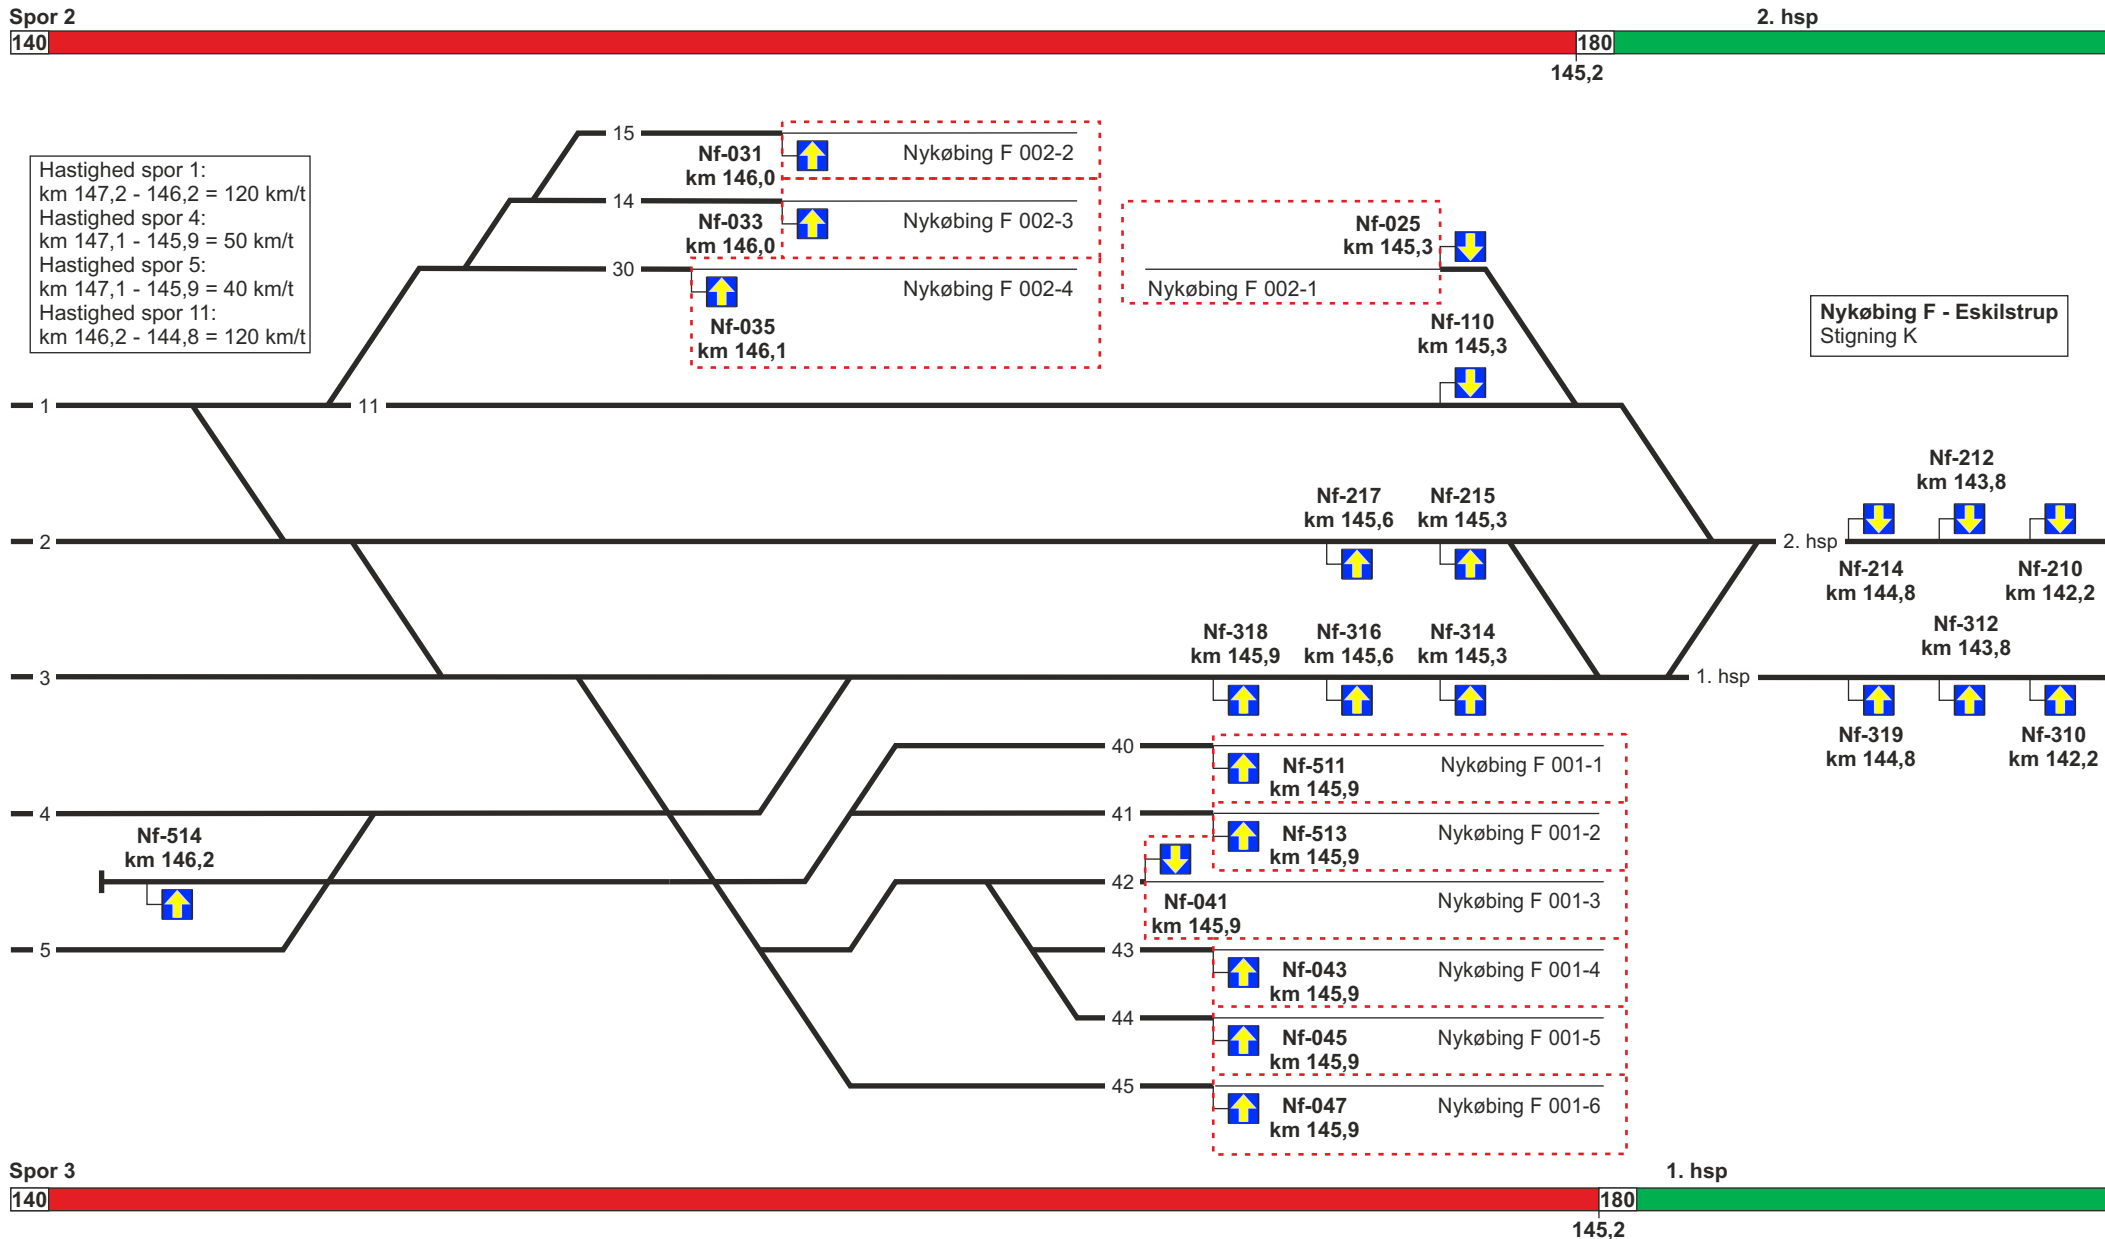 Spor 2
2. hsp
140
180
145,2
Hastighed spor 1:
km 147,2 - 146,2 = 120 km/t
Hastighed spor 4:
km 147,1 - 145,9 = 50 km/t
Hastighed spor 5:
km 147,1 - 145,9 = 40 km/t
Hastighed spor 11:
km 146,2 - 144,8 = 120 km/t
15
Nf-031
km 146,0
Nykøbing F 002-2
14
Nf-033
km 146,0
Nykøbing F 002-3
30
Nf-035
km 146,1
Nykøbing F 002-4
Nf-025
km 145,3
Nykøbing F 002-1
Nf-110
km 145,3
Nykøbing F - Eskilstrup
Stigning K
1
11
Nf-217
km 145,6
Nf-215
km 145,3
Nf-212
km 143,8
2
2. hsp
Nf-214
km 144,8
Nf-210
km 142,2
Nf-318
km 145,9
Nf-316
km 145,6
Nf-314
km 145,3
Nf-312
km 143,8
3
1. hsp
Nf-319
km 144,8
Nf-310
km 142,2
40
Nf-511
km 145,9
Nykøbing F 001-1
4
41
Nf-513
km 145,9
Nykøbing F 001-2
Nf-514
km 146,2
42
Nf-041
km 145,9
Nykøbing F 001-3
5
43
Nf-043
km 145,9
Nykøbing F 001-4
44
Nf-045
km 145,9
Nykøbing F 001-5
45
Nf-047
km 145,9
Nykøbing F 001-6
Spor 3
1. hsp
140
180
145,2